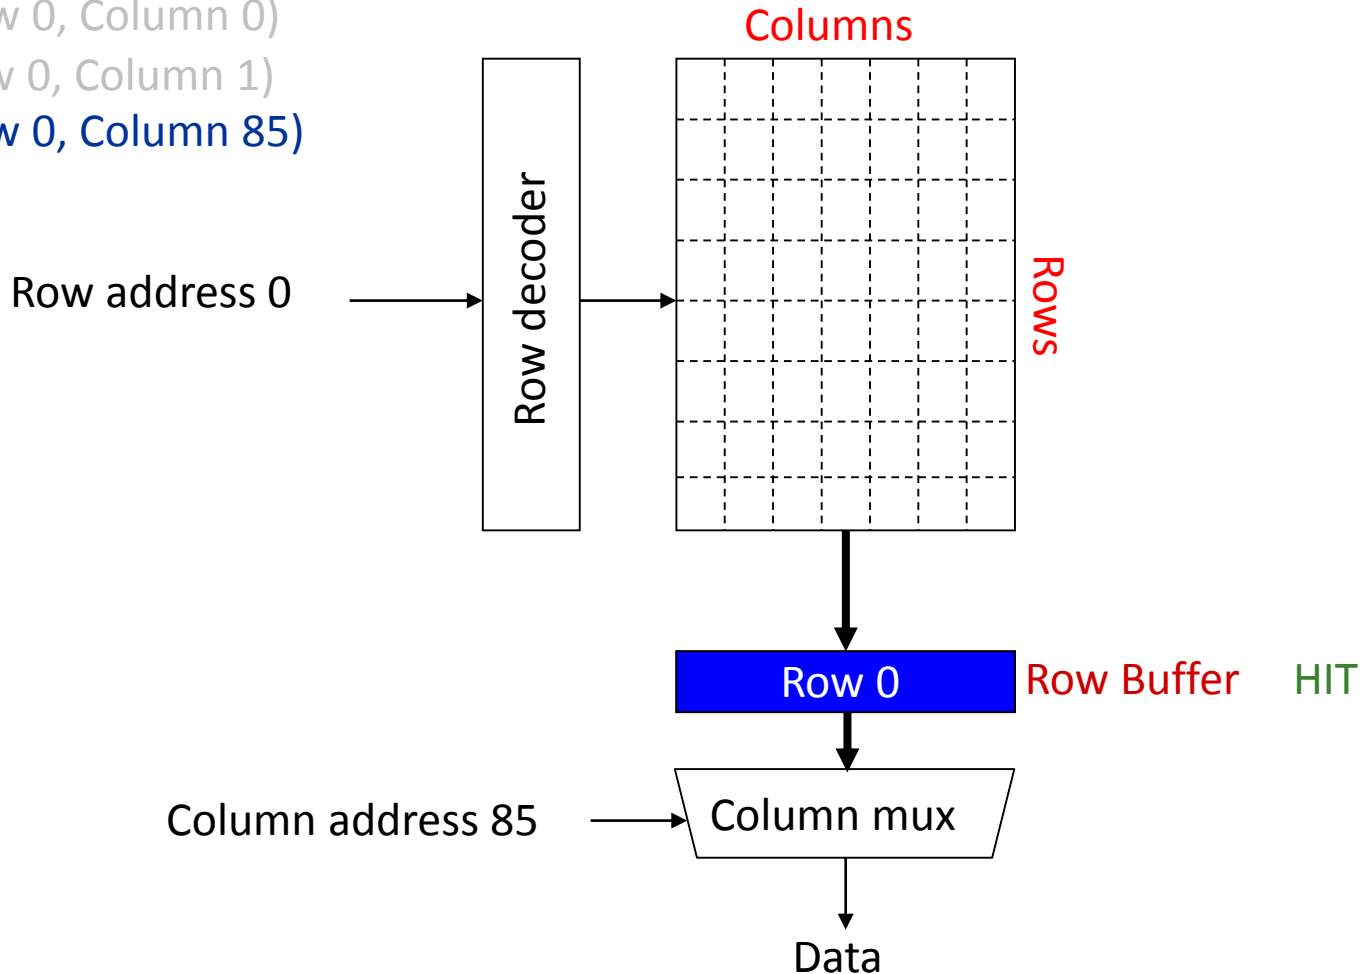 w 0, Column 0)
w 0, Column 1)
w 0, Column 85)
Columns
Row decoder
Row address 0
Rows
Row 0
Row Buffer
HIT
Column address 85
Column mux
Data